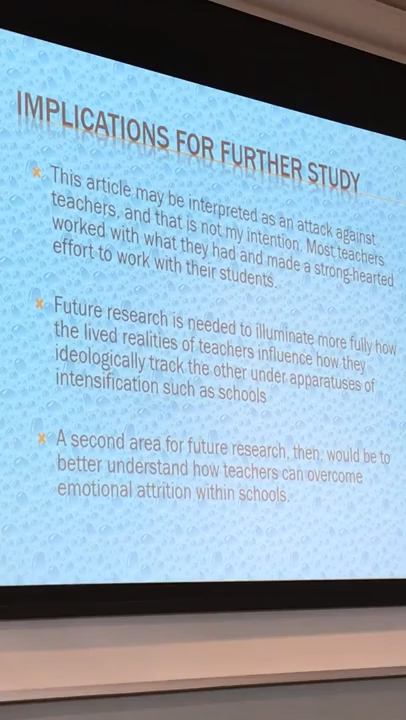 IMPLICATIONS FOR FURTHER STUDY
This article may be interpreted as an attack against
teachers, and that is not my intention. Most teachers
worked with what they had and made a strong-hearted
effort to work with their students.
Future research is needed to illuminate more fully how
the lived realities of teachers influence how they
ideologically track the other under apparatuses of
intensification such as schools
A second area for future research, then, would be to
better understand how teachers can overcome
emotional attrition within schools.